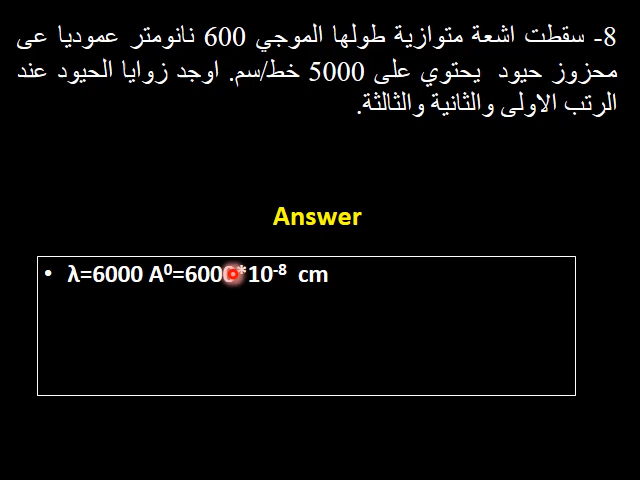 8- سقطت اشعة متوازية طولها الموجي 600 نانومتر عموديا عى
محزوز حيود يحتوي على 5000 خط/سم. اوجد زوايا الحيود عند
الرتب الاولى والثانية والثالثة.
Answer
• λ=6000 A⁰=6000*10⁻⁸ cm